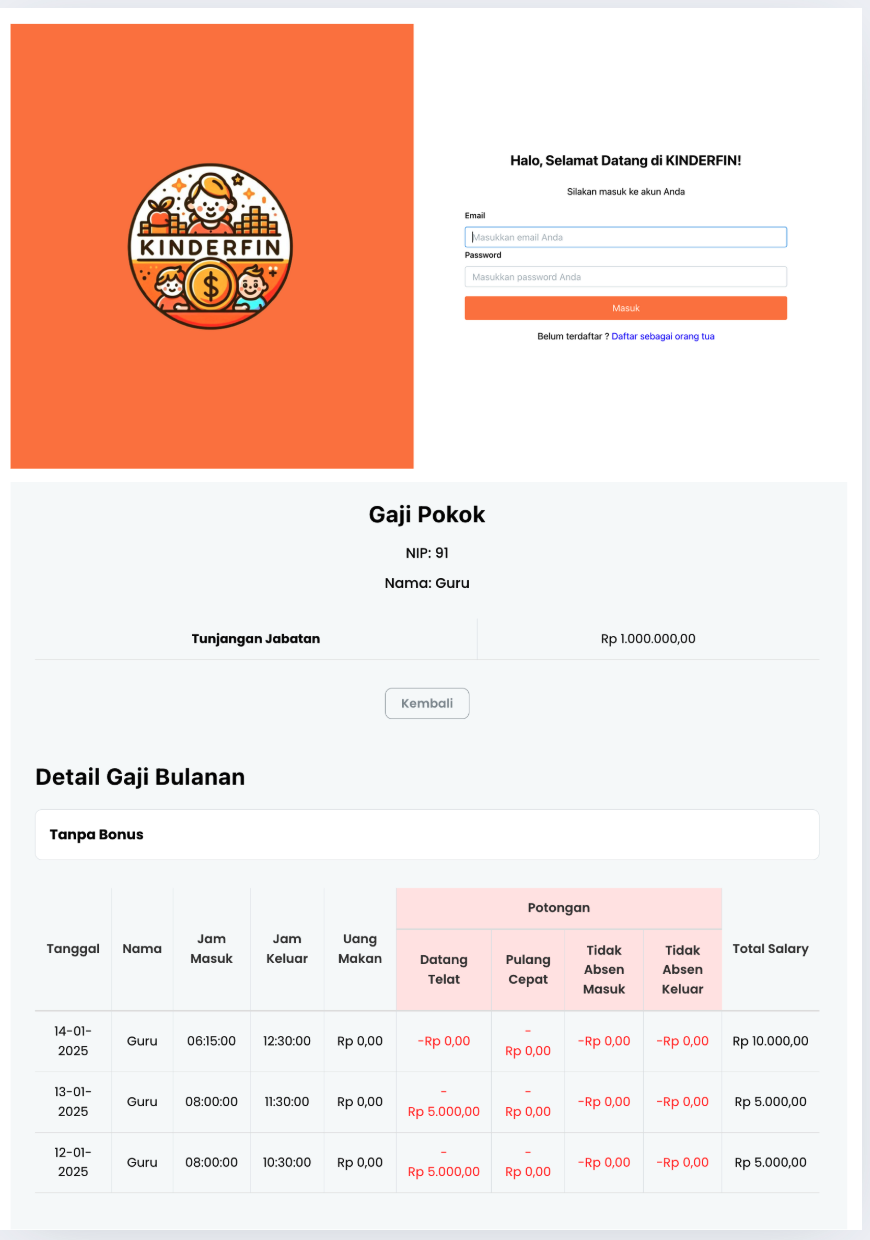 KINDERFIN
$
Halo, Selamat Datang di KINDERFIN!
Silakan masuk ke akun Anda
Email
Masukkan email Anda
Password
Masukkan password Anda
Masuk
Belum terdaftar ? Daftar sebagai orang tua
Gaji Pokok
NIP: 91
Nama: Guru
Tunjangan Jabatan Rp 1.000.000,00
Kembali
Detail Gaji Bulanan
Tanpa Bonus
Tanggal Nama Jam Masuk Jam Keluar Uang Makan Potongan Total Salary
Datang Telat Pulang Cepat Tidak Absen Masuk Tidak Absen Keluar
14-01-2025 Guru 06:15:00 12:30:00 Rp 0,00 -Rp 0,00 -Rp 0,00 -Rp 0,00 -Rp 0,00 Rp 10.000,00
13-01-2025 Guru 08:00:00 11:30:00 Rp 0,00 -Rp 5.000,00 -Rp 0,00 -Rp 0,00 -Rp 0,00 Rp 5.000,00
12-01-2025 Guru 08:00:00 10:30:00 Rp 0,00 -Rp 5.000,00 -Rp 0,00 -Rp 0,00 -Rp 0,00 Rp 5.000,00